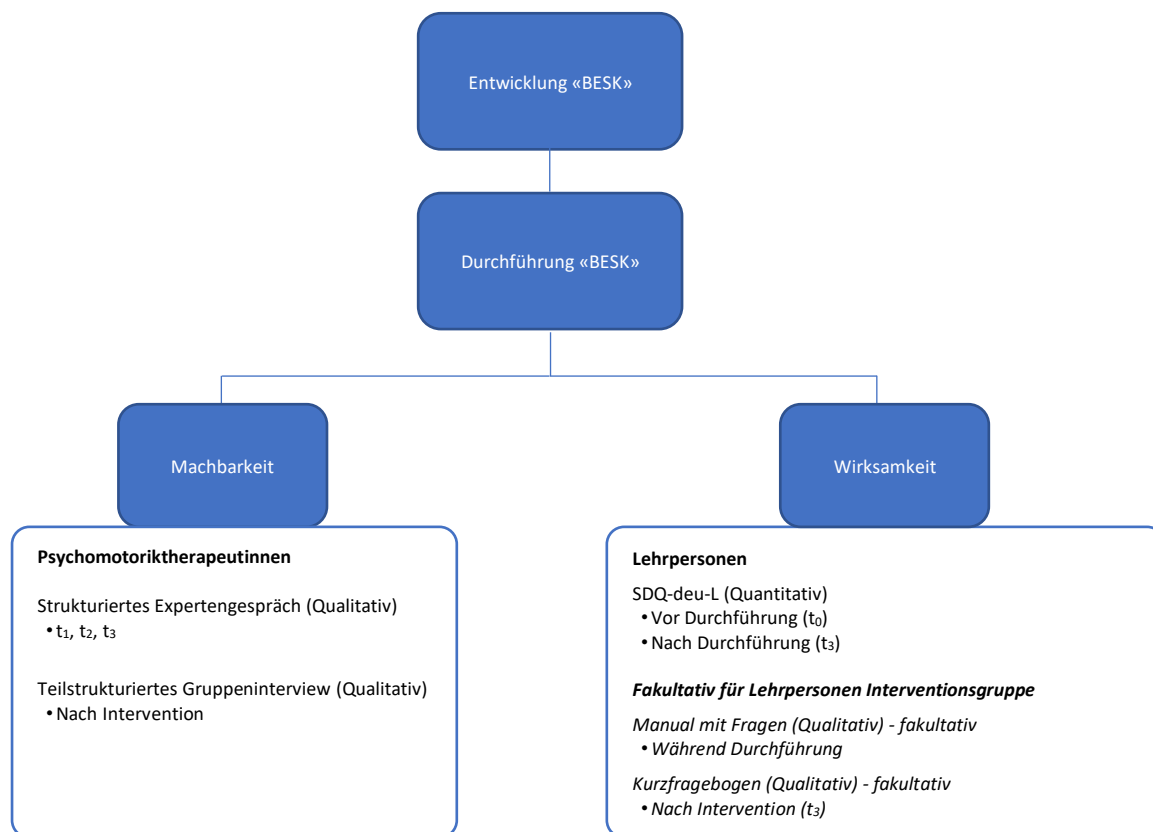 Entwicklung «BESK»
Durchführung «BESK»
Machbarkeit
Psychomotoriktherapeutinnen
Strukturiertes Expertengespräch (Qualitativ)
• t₁, t₂, t₃
Teilstrukturiertes Gruppeninterview (Qualitativ)
• Nach Intervention
Wirksamkeit
Lehrpersonen
SDQ-deu-L (Quantitativ)
• Vor Durchführung (t₀)
• Nach Durchführung (t₃)
Fakultativ für Lehrpersonen Interventionsgruppe
Manual mit Fragen (Qualitativ) - fakultativ
• Während Durchführung
Kurzfragebogen (Qualitativ) - fakultativ
• Nach Intervention (t₃)